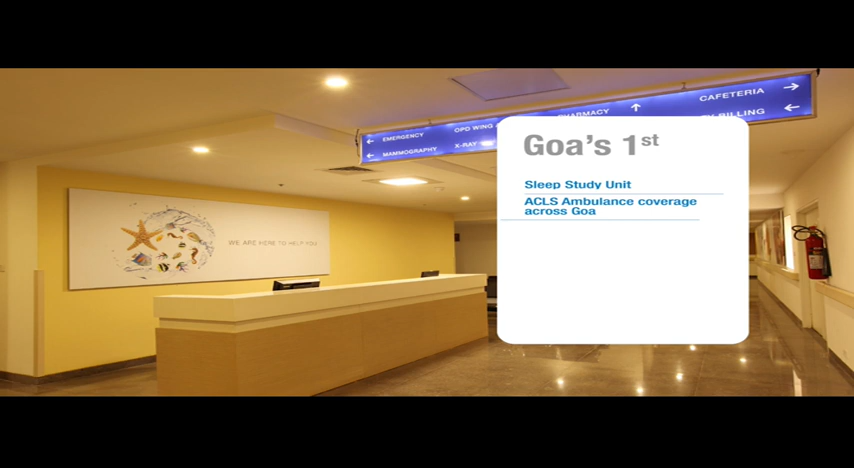 CAFETERIA
PHARMACY
EMERGENCY
OPD WING
BILLING
MAMMOGRAPHY
X-RAY
Goa's 1st
Sleep Study Unit
ACLS Ambulance coverage
across Goa
WE ARE HERE TO HELP YOU